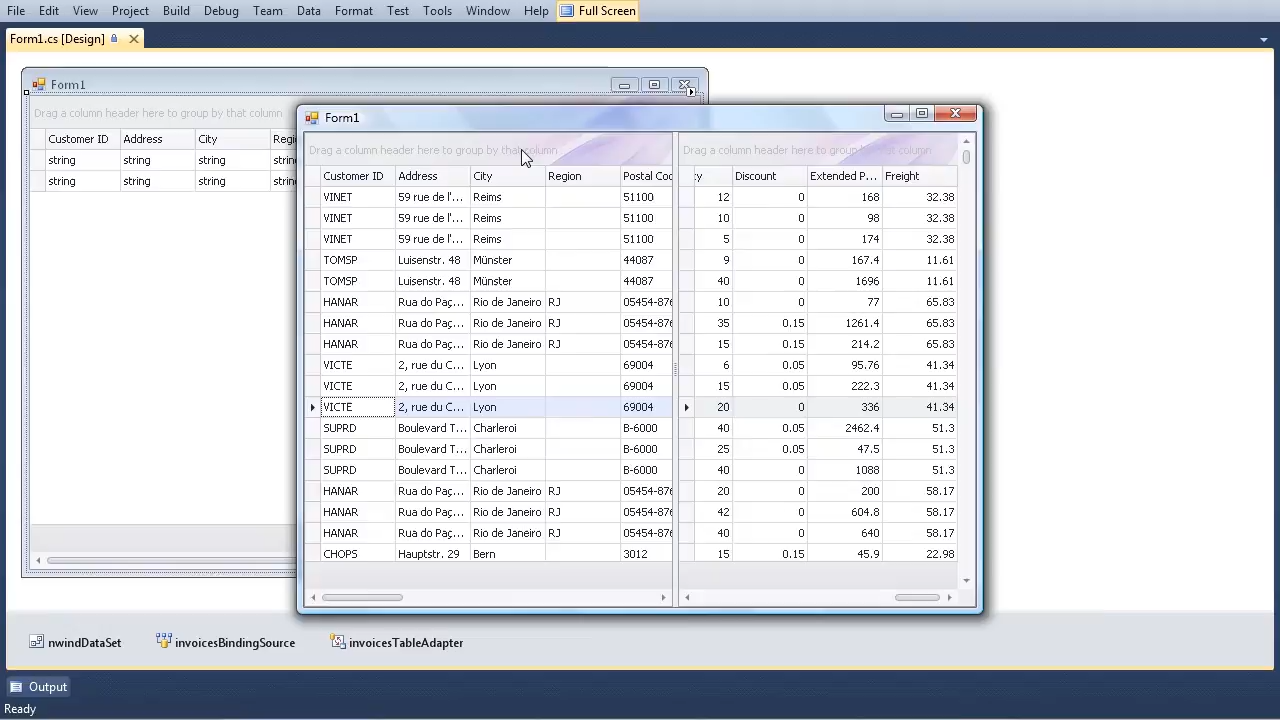 File Edit View Project Build Debug Team Data Format Test Tools Window Help Full Screen
Form1.cs [Design]
Form1
Drag a column header here to group by that column
Customer ID Address City
string string string
string string string
Form1
Drag a column header here to group by that column Drag a column header here to group by that column
Customer ID Address City Region Postal Coc ty Discount Extended P... Freight
VINET 59 rue de l'... Reims 51100 12 0 168 32.38
VINET 59 rue de l'... Reims 51100 10 0 98 32.38
VINET 59 rue de l'... Reims 51100 5 0 174 32.38
TOMSP Luisenstr. 48 Münster 44087 9 0 167.4 11.61
TOMSP Luisenstr. 48 Münster 44087 40 0 1696 11.61
HANAR Rua do Paç... Rio de Janeiro RJ 05454-876 10 0 77 65.83
HANAR Rua do Paç... Rio de Janeiro RJ 05454-876 35 0.15 1261.4 65.83
HANAR Rua do Paç... Rio de Janeiro RJ 05454-876 15 0.15 214.2 65.83
VICTE 2, rue du C... Lyon 69004 6 0.05 95.76 41.34
VICTE 2, rue du C... Lyon 69004 15 0.05 222.3 41.34
VICTE 2, rue du C... Lyon 69004 20 0 336 41.34
SUPRD Boulevard T... Charleroi B-6000 40 0.05 2462.4 51.3
SUPRD Boulevard T... Charleroi B-6000 25 0.05 47.5 51.3
SUPRD Boulevard T... Charleroi B-6000 40 0 1088 51.3
HANAR Rua do Paç... Rio de Janeiro RJ 05454-876 20 0 200 58.17
HANAR Rua do Paç... Rio de Janeiro RJ 05454-876 42 0 604.8 58.17
HANAR Rua do Paç... Rio de Janeiro RJ 05454-876 40 0 640 58.17
CHOPS Hauptstr. 29 Bern 3012 15 0.15 45.9 22.98
nwindDataSet invoicesBindingSource invoicesTableAdapter
Output
Ready